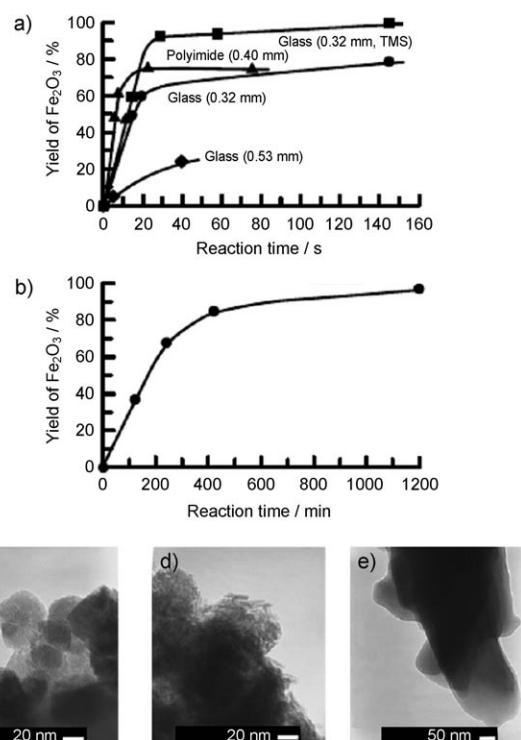 a)
100
80
60
40
20
0
Yield of Fe₂O₃ / %
Glass (0.32 mm, TMS)
Polyimide (0.40 mm)
Glass (0.32 mm)
Glass (0.53 mm)
0 20 40 60 80 100 120 140 160
Reaction time / s
b)
100
80
60
40
20
0
Yield of Fe₂O₃ / %
0 200 400 600 800 1000 1200
Reaction time / min
d) e)
20 nm 20 nm 50 nm